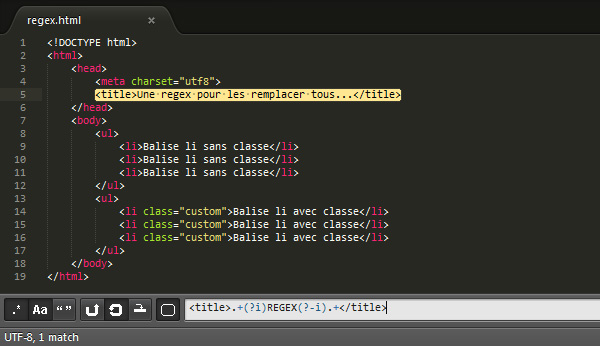 regex.html ×
1 <!DOCTYPE html>
2 <html>
3 <head>
4 <meta charset="utf8">
5 <title>Une·regex·pour·les·remplacer·tous...</title>
6 </head>
7 <body>
8 <ul>
9 <li>Balise li sans classe</li>
10 <li>Balise li sans classe</li>
11 <li>Balise li sans classe</li>
12 </ul>
13 <ul>
14 <li class="custom">Balise li avec classe</li>
15 <li class="custom">Balise li avec classe</li>
16 <li class="custom">Balise li avec classe</li>
17 </ul>
18 </body>
19 </html>
.* Aa “” <title>.+(?i)REGEX(?-i).+</title>
UTF-8, 1 match